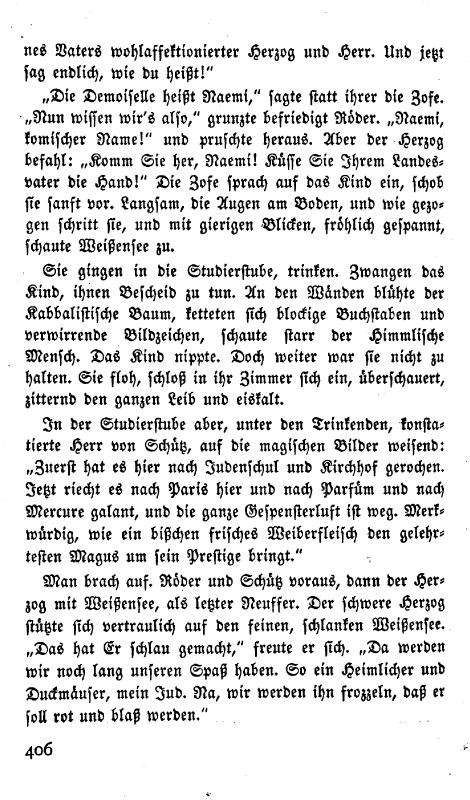 nes Vaters wohlaffektionierter Herzog und Herr. Und jetzt
sag endlich, wie du heißt!“
„Die Demoiselle heißt Naemi,“ sagte statt ihrer die Zofe.
„Nun wissen wir's also,“ grunzte befriedigt Röder. „Naemi,
komischer Name!“ und pruschte heraus. Aber der Herzog
befahl: „Komm Sie her, Naemi! Küsse Sie Ihrem Landes-
vater die Hand!“ Die Zofe sprach auf das Kind ein, schob
sie sanft vor. Langsam, die Augen am Boden, und wie gezo-
gen schritt sie, und mit gierigen Blicken, fröhlich gespannt,
schaute Weißensee zu.
Sie gingen in die Studierstube, trinken. Zwangen das
Kind, ihnen Bescheid zu tun. An den Wänden blühte der
Kabbalistische Baum, ketteten sich blockige Buchstaben und
verwirrende Bildzeichen, schaute starr der Himmlische
Mensch. Das Kind nippte. Doch weiter war sie nicht zu
halten. Sie floh, schloß in ihr Zimmer sich ein, überschauert,
zitternd den ganzen Leib und eiskalt.
In der Studierstube aber, unter den Trinkenden, konsta-
tierte Herr von Schütz, auf die magischen Bilder weisend:
„Zuerst hat es hier nach Judenschul und Kirchhof gerochen.
Jetzt riecht es nach Paris hier und nach Parfüm und nach
Mercure galant, und die ganze Gespensterluft ist weg. Merk-
würdig, wie ein bißchen frisches Weiberfleisch den gelehr-
testen Magus um sein Prestige bringt.“
Man brach auf. Röder und Schütz voraus, dann der Her-
zog mit Weißensee, als letzter Neuffer. Der schwere Herzog
stützte sich vertraulich auf den feinen, schlanken Weißensee.
„Das hat Er schlau gemacht,“ freute er sich. „Da werden
wir noch lang unseren Spaß haben. So ein Heimlicher und
Duckmäuser, mein Jud. Na, wir werden ihn frozzeln, daß er
soll rot und blaß werden.“
406